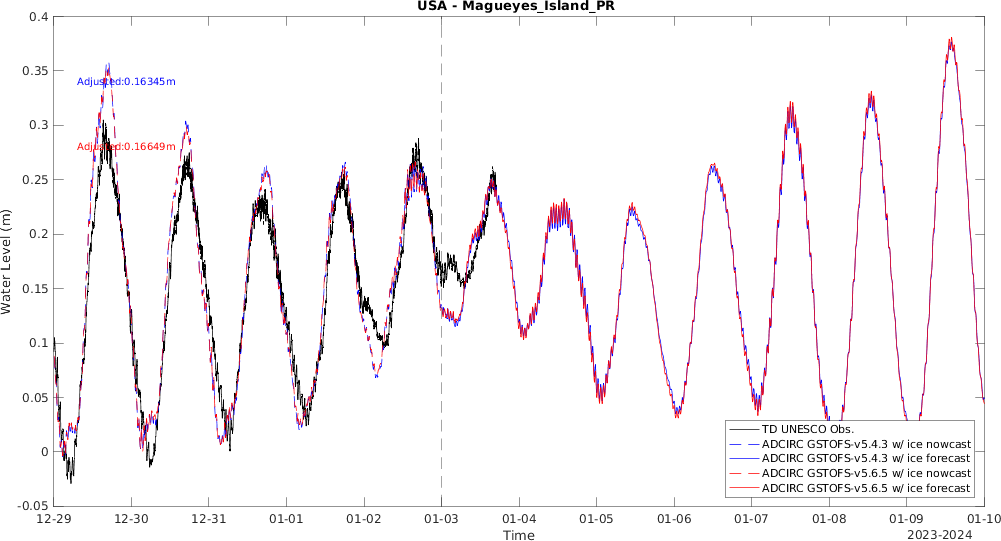 USA - Magueyes_Island_PR
0.4
0.35
0.3
0.25
0.2
0.15
0.1
0.05
0
-0.05
Water Level (m)
Adjusted:0.16345m
Adjusted:0.16649m
TD UNESCO Obs.
ADCIRC GSTOFS-v5.4.3 w/ ice nowcast
ADCIRC GSTOFS-v5.4.3 w/ ice forecast
ADCIRC GSTOFS-v5.6.5 w/ ice nowcast
ADCIRC GSTOFS-v5.6.5 w/ ice forecast
12-29 12-30 12-31 01-01 01-02 01-03 01-04 01-05 01-06 01-07 01-08 01-09 01-10
Time
2023-2024